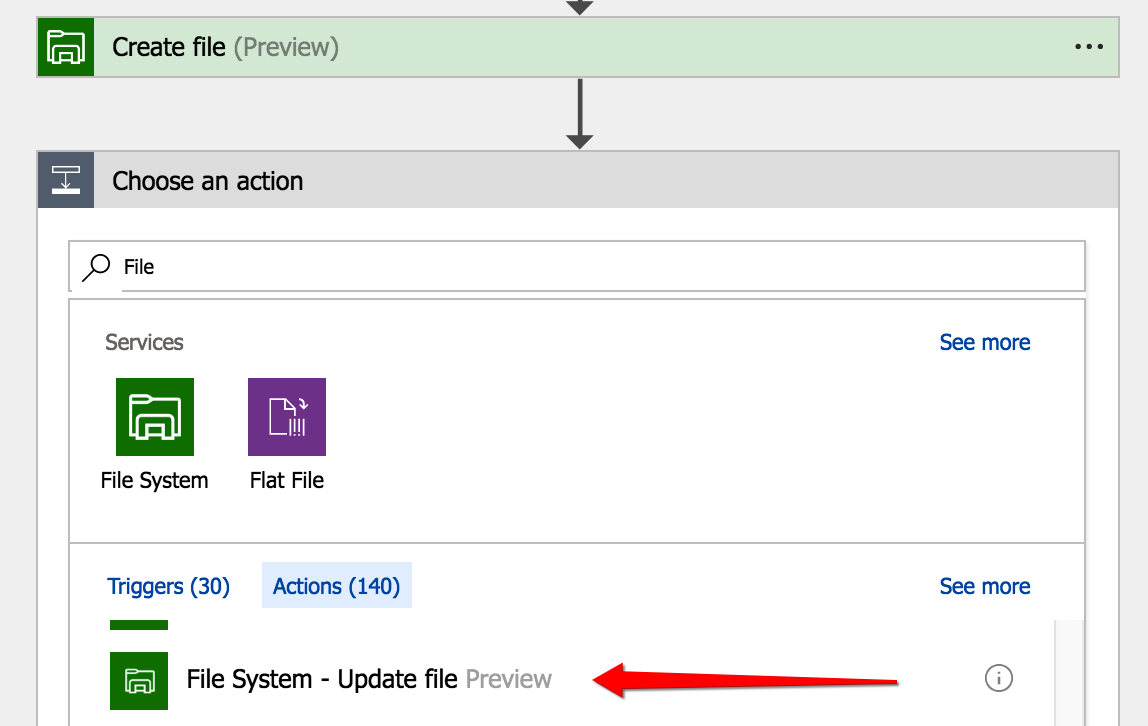 Create file (Preview)
Choose an action
File
Services See more
File System Flat File
Triggers (30) Actions (140) See more
File System - Update file Preview